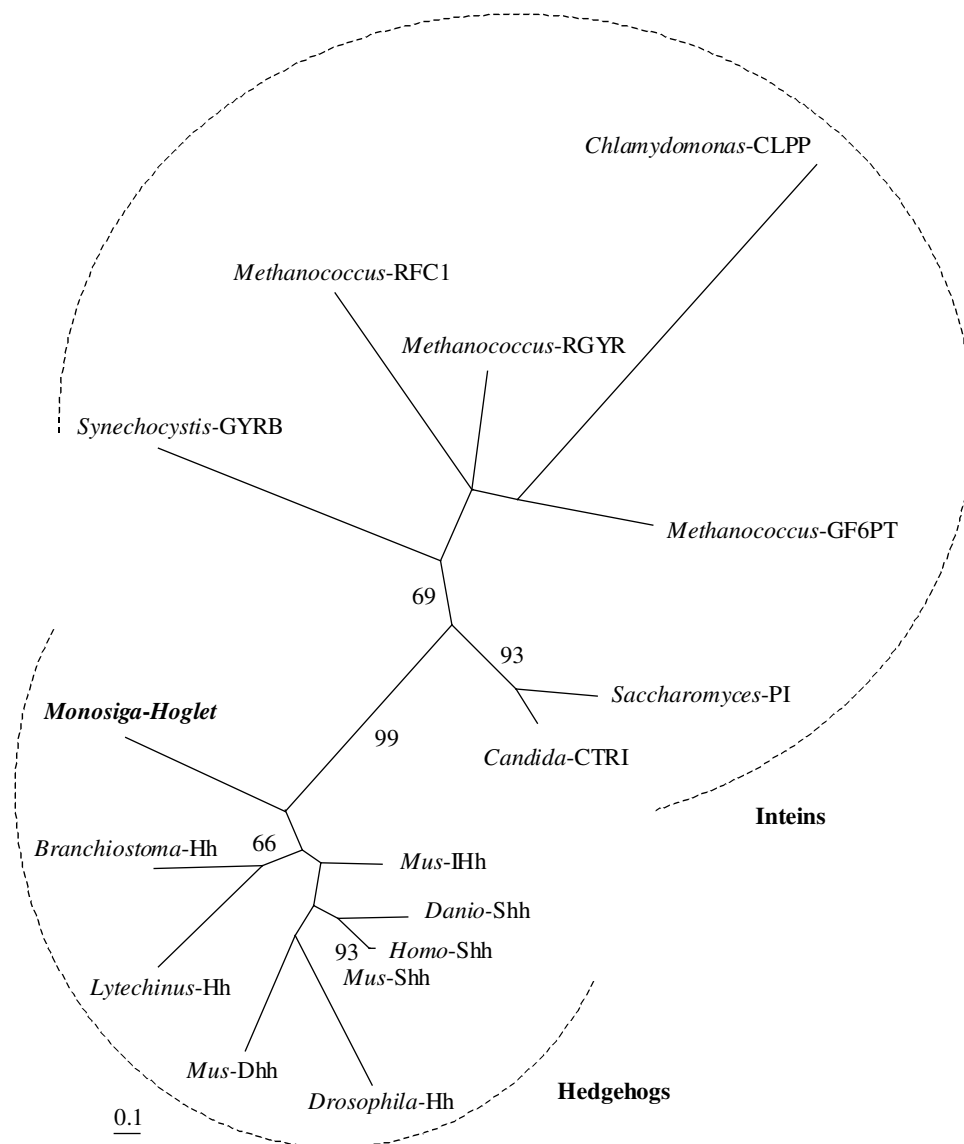 Chlamydomonas-CLPP
Methanococcus-RFC1
Methanococcus-RGYR
Synechocystis-GYRB
Methanococcus-GF6PT
69
93
Saccharomyces-PI
Monosiga-Hoglet
99
Candida-CTRI
Inteins
66
Branchiostoma-Hh
Mus-IHh
Danio-Shh
93
Homo-Shh
Mus-Shh
Lytechinus-Hh
Mus-Dhh
Hedgehogs
Drosophila-Hh
0.1